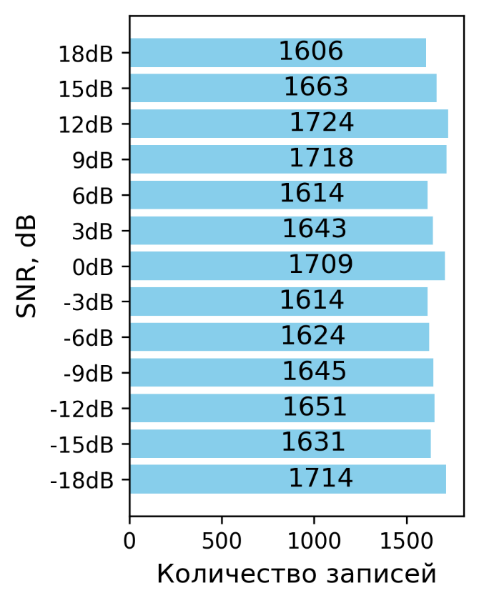 18dB 1606
15dB 1663
12dB 1724
9dB 1718
6dB 1614
3dB 1643
0dB 1709
-3dB 1614
-6dB 1624
-9dB 1645
-12dB 1651
-15dB 1631
-18dB 1714
SNR, dB
0 500 1000 1500
Количество записей